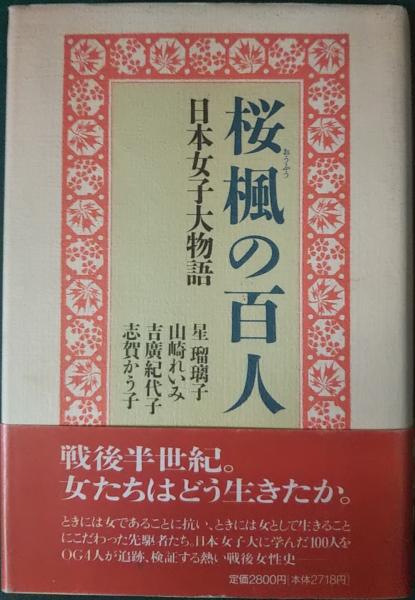 桜楓の百人
おうふう
日本女子大物語
星 瑠璃子
山崎れいみ
吉廣紀代子
志賀かう子
戦後半世紀。
女たちはどう生きたか。
ときには女であることに抗い、ときには女として生きること
にこだわった先駆者たち。日本女子大に学んだ100人を
OG4人が追跡、検証する熱い戦後女性史——
定価2800円[本体2718円]